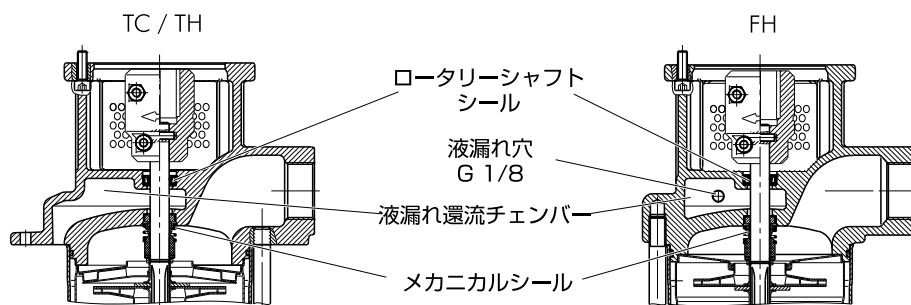 TC / TH
FH
ロータリーシャフト
シール
液漏れ穴
G 1/8
液漏れ還流チェンバー
メカニカルシール